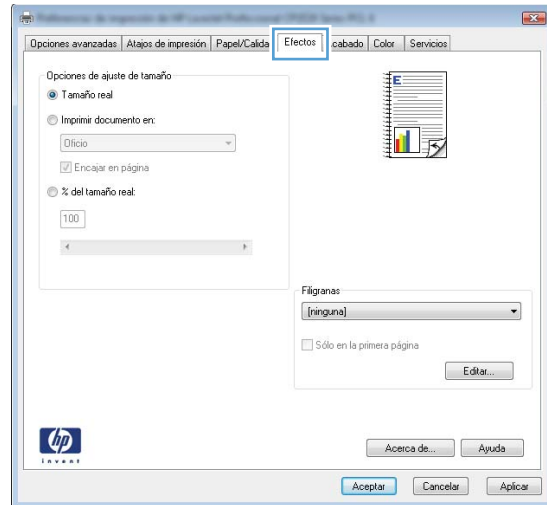 Opciones avanzadas Atajos de impresión Papel/Calida Efectos cabado Color Servicios
Opciones de ajuste de tamaño
Tamaño real
Imprimir documento en:
Oficio
Encajar en página
% del tamaño real:
100
E
Filigranas
[ninguna]
Sólo en la primera página
Editar...
hp
invent
Acerca de... Ayuda
Aceptar Cancelar Aplicar